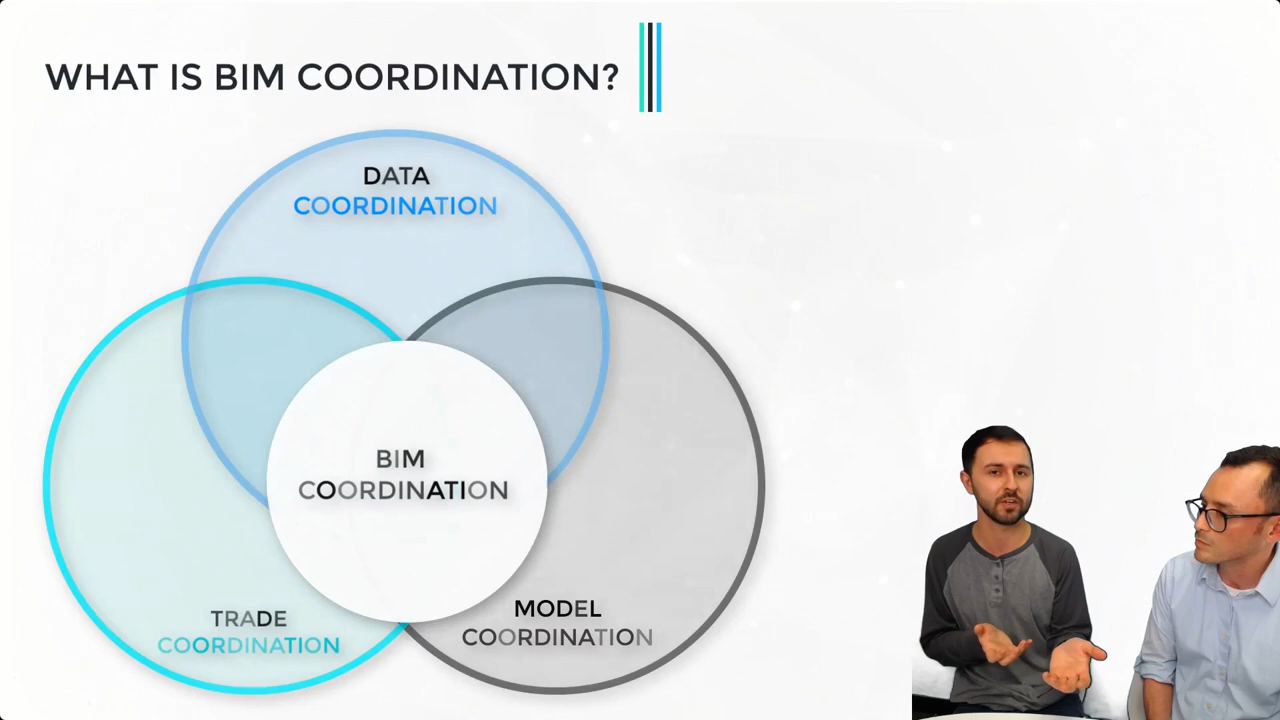 WHAT IS BIM COORDINATION?
DATA
COORDINATION
BIM
COORDINATION
TRADE
COORDINATION
MODEL
COORDINATION